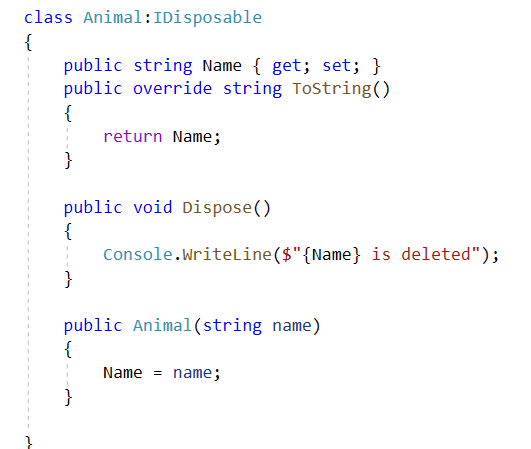 class Animal:IDisposable
{
public string Name { get; set; }
public override string ToString()
{
return Name;
}
public void Dispose()
{
Console.WriteLine($"{Name} is deleted");
}
public Animal(string name)
{
Name = name;
}
}